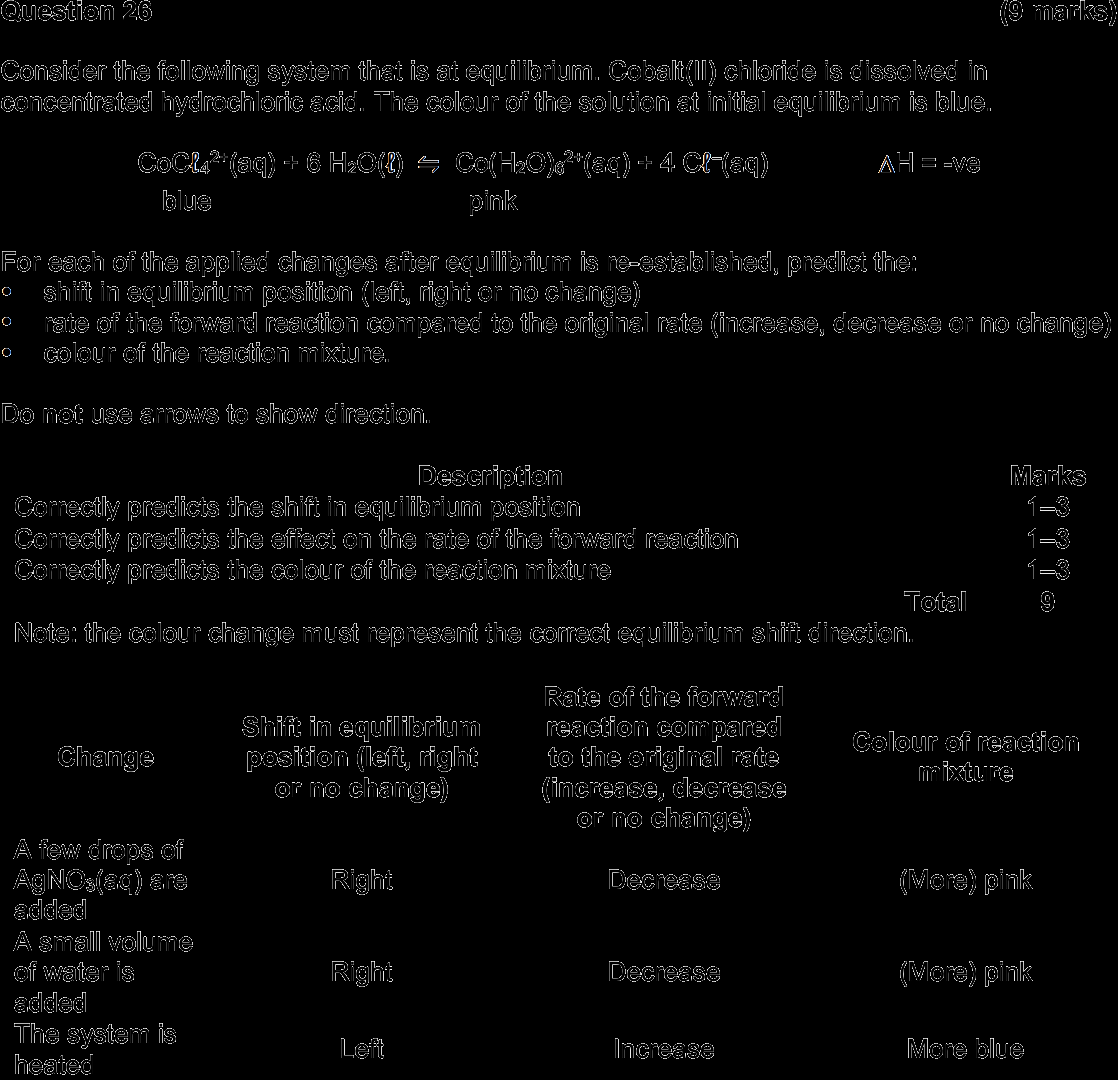 Question 26 (9 marks)
Consider the following system that is at equilibrium. Cobalt(II) chloride is dissolved in
concentrated hydrochloric acid. The colour of the solution at initial equilibrium is blue.
CoCℓ₄²⁺(aq) + 6 H₂O(ℓ) ⇋ Co(H₂O)₆²⁺(aq) + 4 Cℓ⁻(aq) ΔH = -ve
blue pink
For each of the applied changes after equilibrium is re-established, predict the:
• shift in equilibrium position (left, right or no change)
• rate of the forward reaction compared to the original rate (increase, decrease or no change)
• colour of the reaction mixture.
Do not use arrows to show direction.
Description Marks
Correctly predicts the shift in equilibrium position 1–3
Correctly predicts the effect on the rate of the forward reaction 1–3
Correctly predicts the colour of the reaction mixture 1–3
Total 9
Note: the colour change must represent the correct equilibrium shift direction.
Change
Shift in equilibrium
position (left, right
or no change)
Rate of the forward
reaction compared
to the original rate
(increase, decrease
or no change)
Colour of reaction
mixture
A few drops of
AgNO₃(aq) are
added
Right
Decrease
(More) pink
A small volume
of water is
added
Right
Decrease
(More) pink
The system is
heated
Left
Increase
More blue